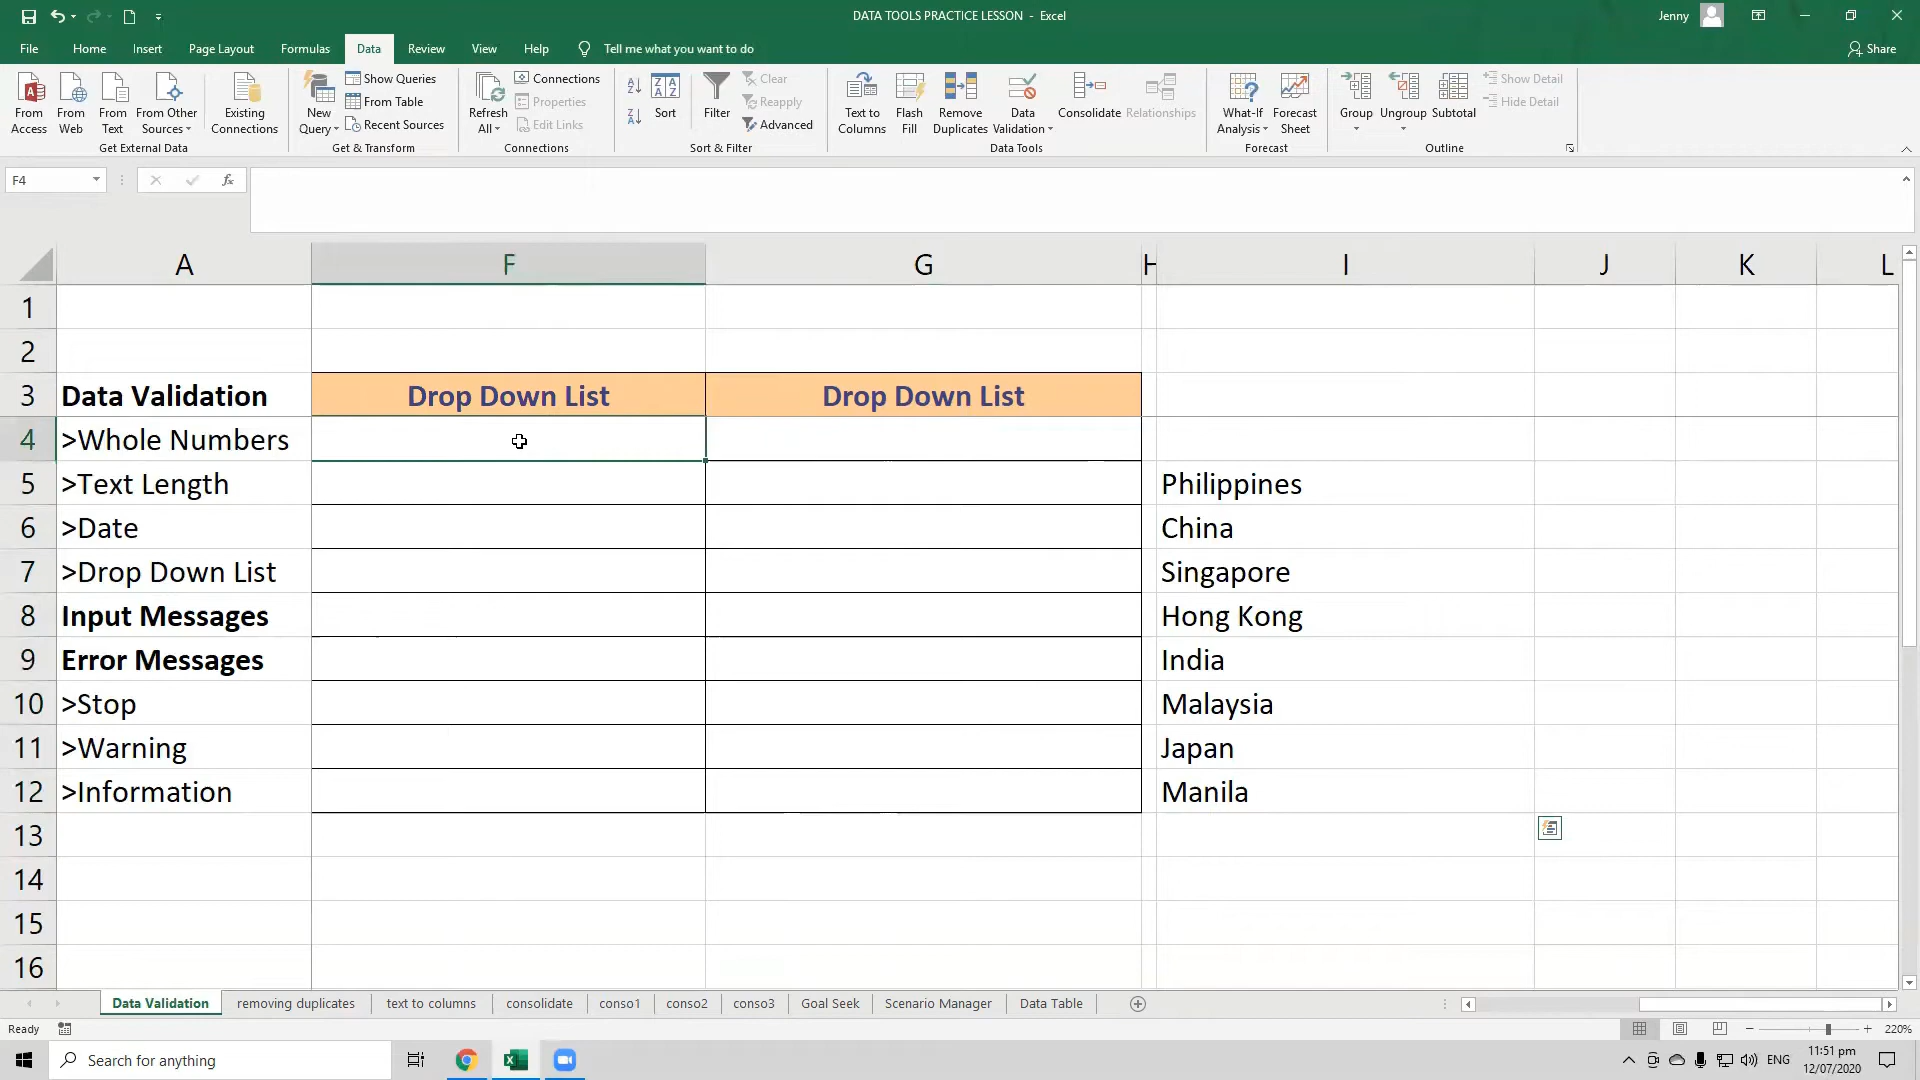 DATA TOOLS PRACTICE LESSON - Excel
Jenny
File Home Insert Page Layout Formulas Data Review View Help Tell me what you want to do Share
From Access
From Web
From Text
From Other Sources
Existing Connections
Get External Data
New Query
Show Queries
From Table
Recent Sources
Get & Transform
Refresh All
Connections
Properties
Edit Links
Connections
Sort
Filter
Clear
Reapply
Advanced
Sort & Filter
Text to Columns
Flash Fill
Remove Duplicates
Data Validation
Consolidate
Relationships
Data Tools
What-If Analysis
Forecast Sheet
Forecast
Group
Ungroup
Subtotal
Show Detail
Hide Detail
Outline
F4 fx
A F G H I J K L
1
2
3 Data Validation Drop Down List Drop Down List
4 >Whole Numbers
5 >Text Length Philippines
6 >Date China
7 >Drop Down List Singapore
8 Input Messages Hong Kong
9 Error Messages India
10 >Stop Malaysia
11 >Warning Japan
12 >Information Manila
13
14
15
16
Data Validation removing duplicates text to columns consolidate conso1 conso2 conso3 Goal Seek Scenario Manager Data Table
Ready 220%
Search for anything
ENG
11:51 pm
12/07/2020